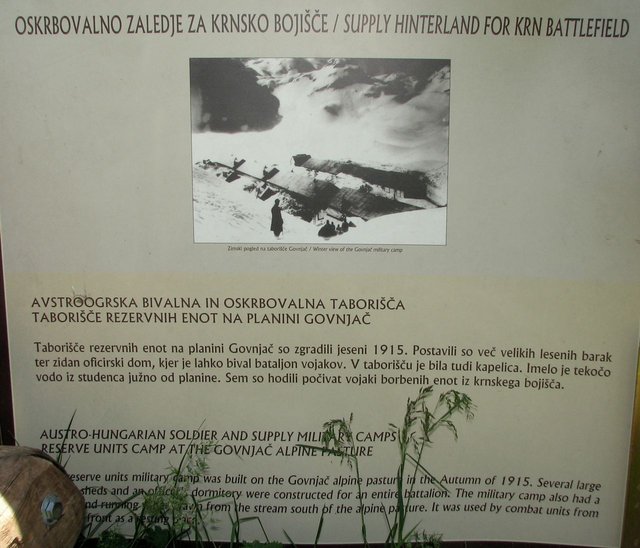 OSKRBOVALNO ZALEDJE ZA KRNSKO BOJIŠČE / SUPPLY HINTERLAND FOR KRN BATTLEFIELD
Zimski pogled na taborišče Govnjač / Winter view of the Govnjač military camp
AVSTROOGRSKA BIVALNA IN OSKRBOVALNA TABORIŠČA
TABORIŠČE REZERVNIH ENOT NA PLANINI GOVNJAČ
Taborišče rezervnih enot na planini Govnjač so zgradili jeseni 1915. Postavili so več velikih lesenih barak
ter zidan oficirski dom, kjer je lahko bival bataljon vojakov. V taborišču je bila tudi kapelica. Imelo je tekočo
vodo iz studenca južno od planine. Sem so hodili počivat vojaki borbenih enot iz krnskega bojišča.
AUSTRO-HUNGARIAN SOLDIER AND SUPPLY MILITARY CAMPS
RESERVE UNITS CAMP AT THE GOVNJAČ ALPINE PASTURE
reserve units military camp was built on the Govnjač alpine pasture in the Autumn of 1915. Several large
sheds and an officers' dormitory were constructed for an entire battalion. The military camp also had a
and running from the stream south of the alpine pasture. It was used by combat units from
front as a resting place.